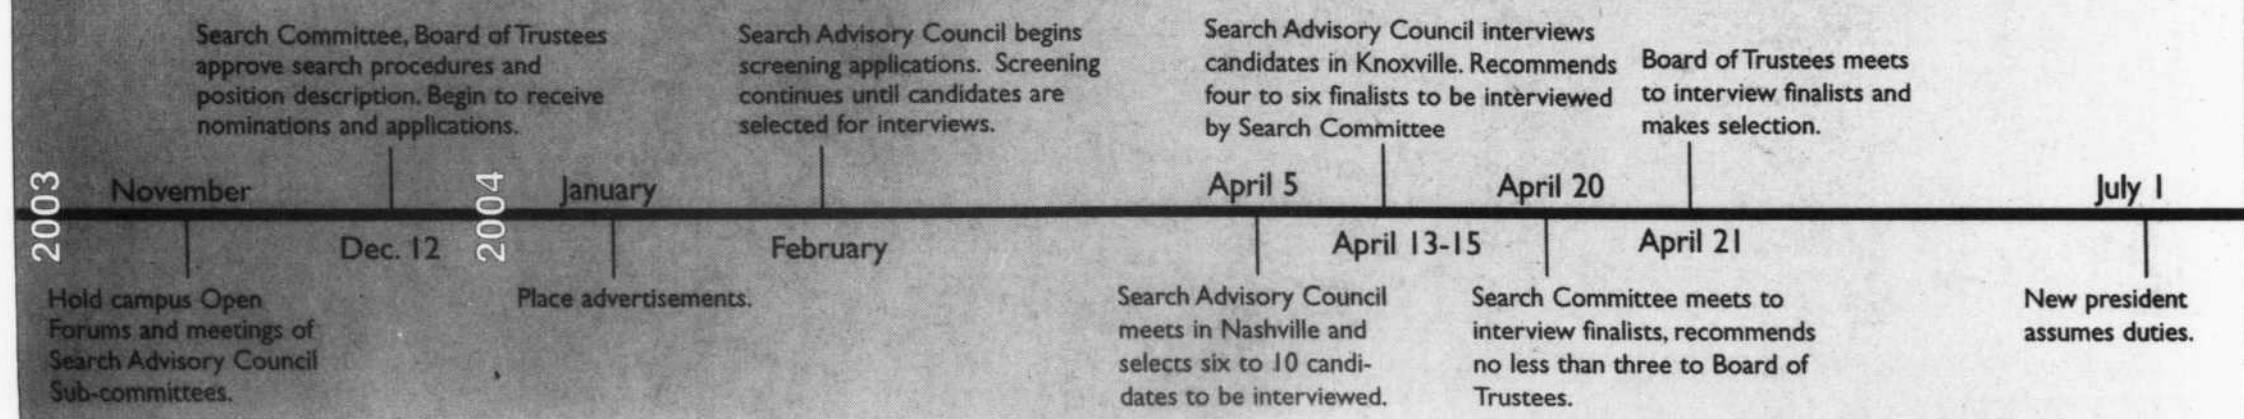 Search Committee, Board of Trustees
approve search procedures and
position description. Begin to receive
nominations and applications.
Search Advisory Council begins
screening applications. Screening
continues until candidates are
selected for interviews.
Search Advisory Council interviews
candidates in Knoxville. Recommends
four to six finalists to be interviewed
by Search Committee
Board of Trustees meets
to interview finalists and
makes selection.
2003
November
2004
January
April 5
April 20
July 1
Dec. 12
February
April 13-15
April 21
Hold campus Open
Forums and meetings of
Search Advisory Council
Sub-committees.
Place advertisements.
Search Advisory Council
meets in Nashville and
selects six to 10 candi-
dates to be interviewed.
Search Committee meets to
interview finalists, recommends
no less than three to Board of
Trustees.
New president
assumes duties.